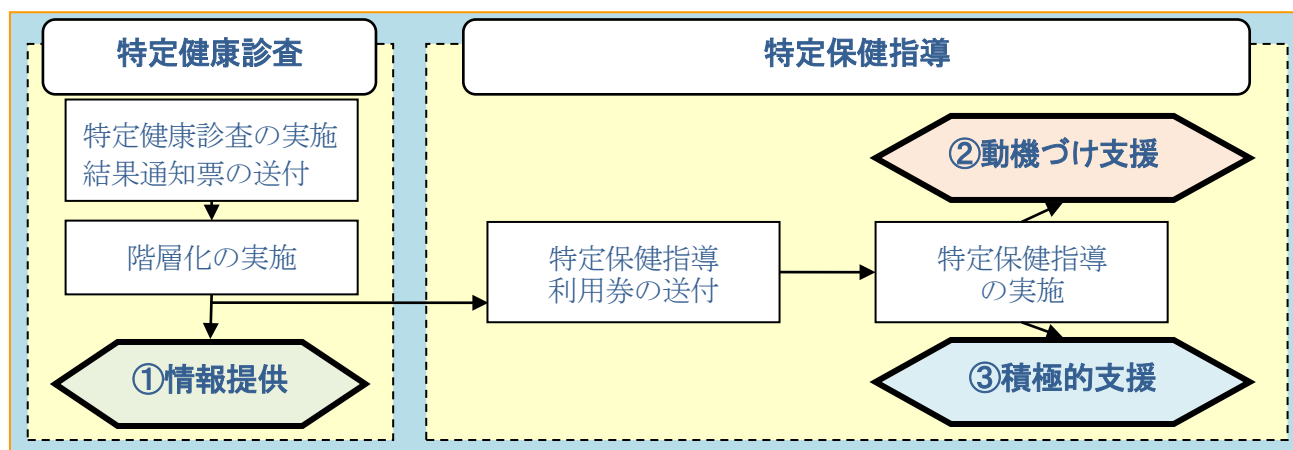 特定健康診査
特定健康診査の実施
結果通知票の送付
階層化の実施
①情報提供
特定保健指導
特定保健指導
利用券の送付
特定保健指導
の実施
②動機づけ支援
③積極的支援